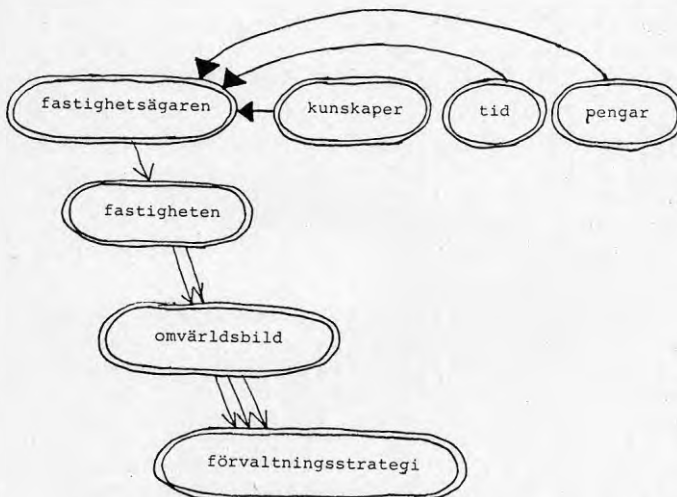 fastighetsägaren
kunskaper
tid
pengar
fastigheten
omvärldsbild
förvaltningsstrategi